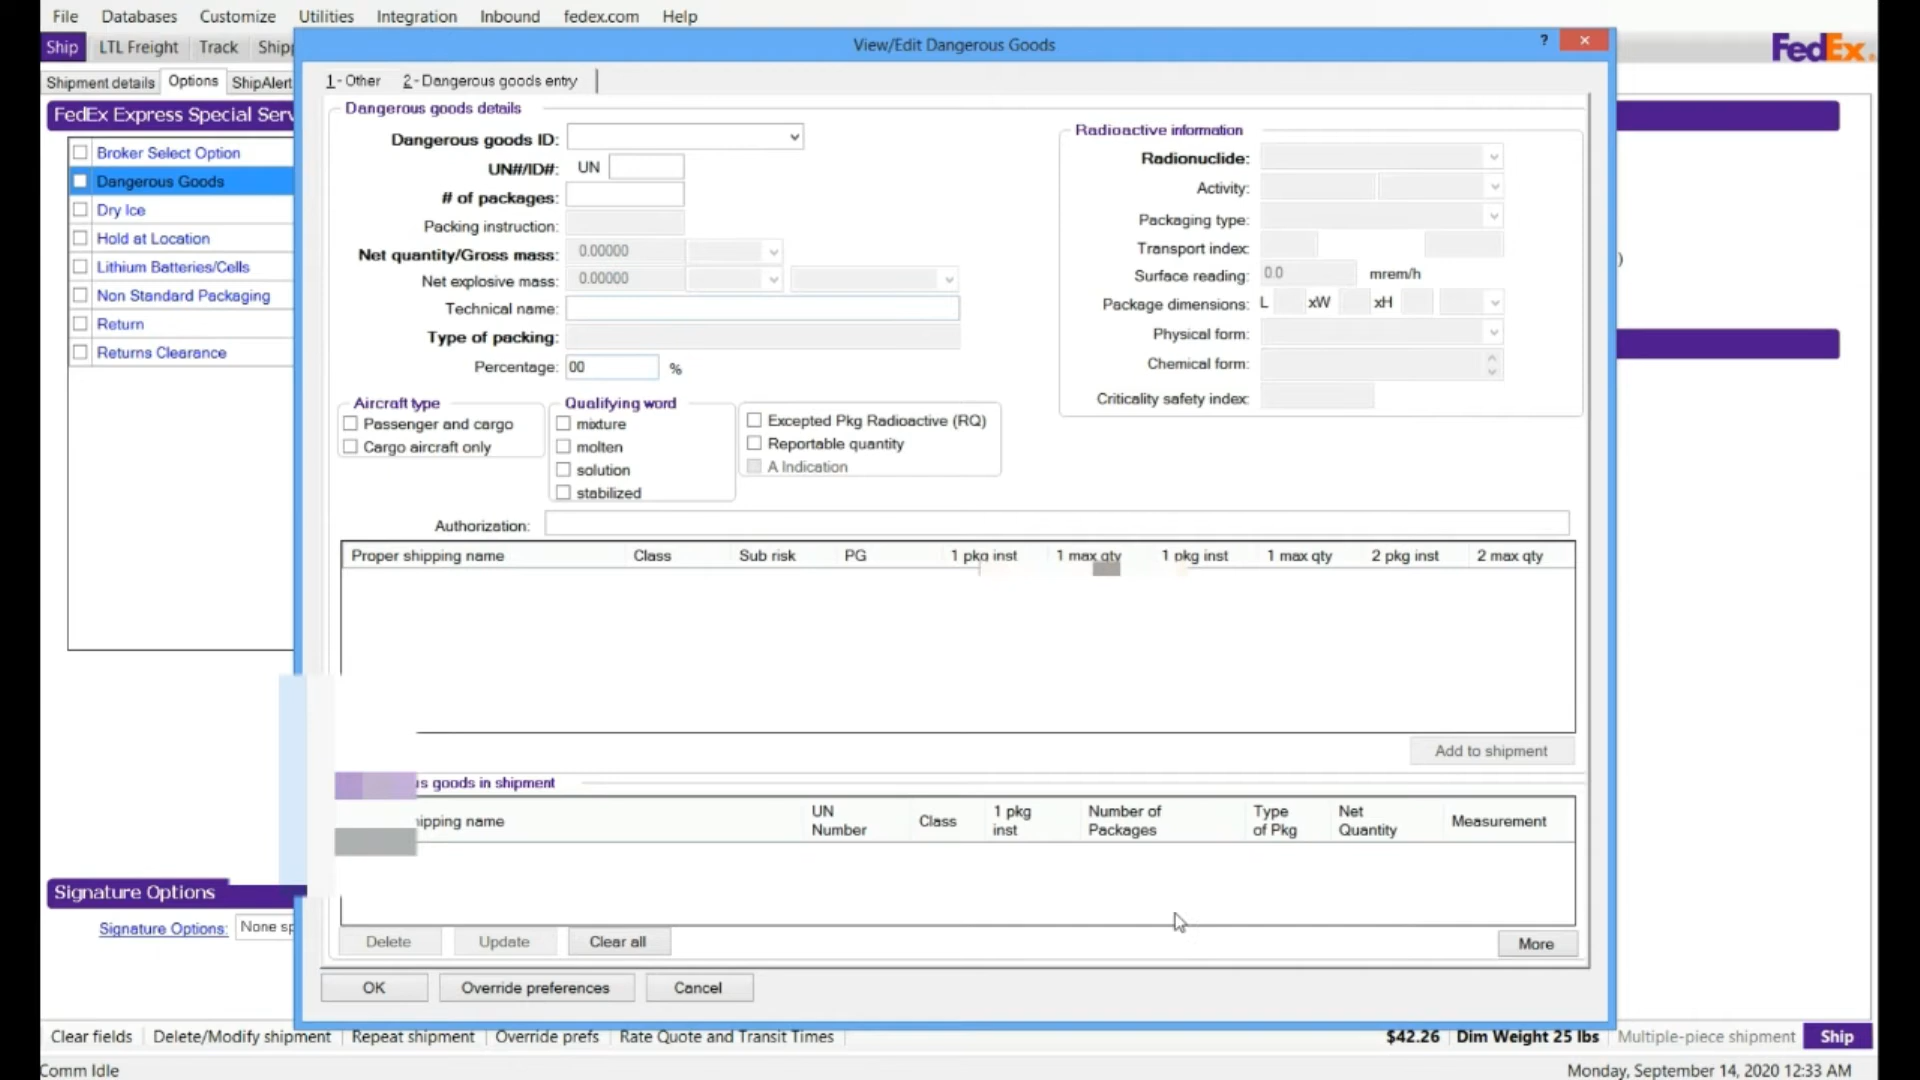 File Databases Customize Utilities Integration Inbound fedex.com Help
View/Edit Dangerous Goods ?
Ship LTL Freight Track
FedEx
Shipment details Options ShipAlert
1 - Other 2 - Dangerous goods entry
FedEx Express Special
Broker Select Option
Dangerous Goods
Dry Ice
Hold at Location
Lithium Batteries/Cells
Non Standard Packaging
Return
Returns Clearance
Dangerous goods details
Dangerous goods ID:
UN#/ID#: UN
# of packages:
Packing instruction:
Net quantity/Gross mass: 0.00000
Net explosive mass: 0.00000
Technical name:
Type of packing:
Percentage: 00 %
Radioactive information
Radionuclide:
Activity:
Packaging type:
Transport index:
Surface reading: 0.0 mrem/h
Package dimensions: L xW xH
Physical form:
Chemical form:
Criticality safety index:
)
Aircraft type
Passenger and cargo
Cargo aircraft only
Qualifying word
mixture
molten
solution
stabilized
Excepted Pkg Radioactive (RQ)
Reportable quantity
A Indication
Authorization:
Proper shipping name Class Sub risk PG 1 pkg inst 1 max qty 1 pkg inst 1 max qty 2 pkg inst 2 max qty
Add to shipment
goods in shipment
name UN Number Class 1 pkg inst Number of Packages Type of Pkg Net Quantity Measurement
Signature Options
Signature Options: None
Delete Update Clear all More
OK Override preferences Cancel
Clear fields Delete/Modify shipment Repeat shipment Override prefs Rate Quote and Transit Times $42.26 Dim Weight 25 lbs Multiple-piece shipment Ship
Comm Idle Monday, September 14, 2020 12:33 AM